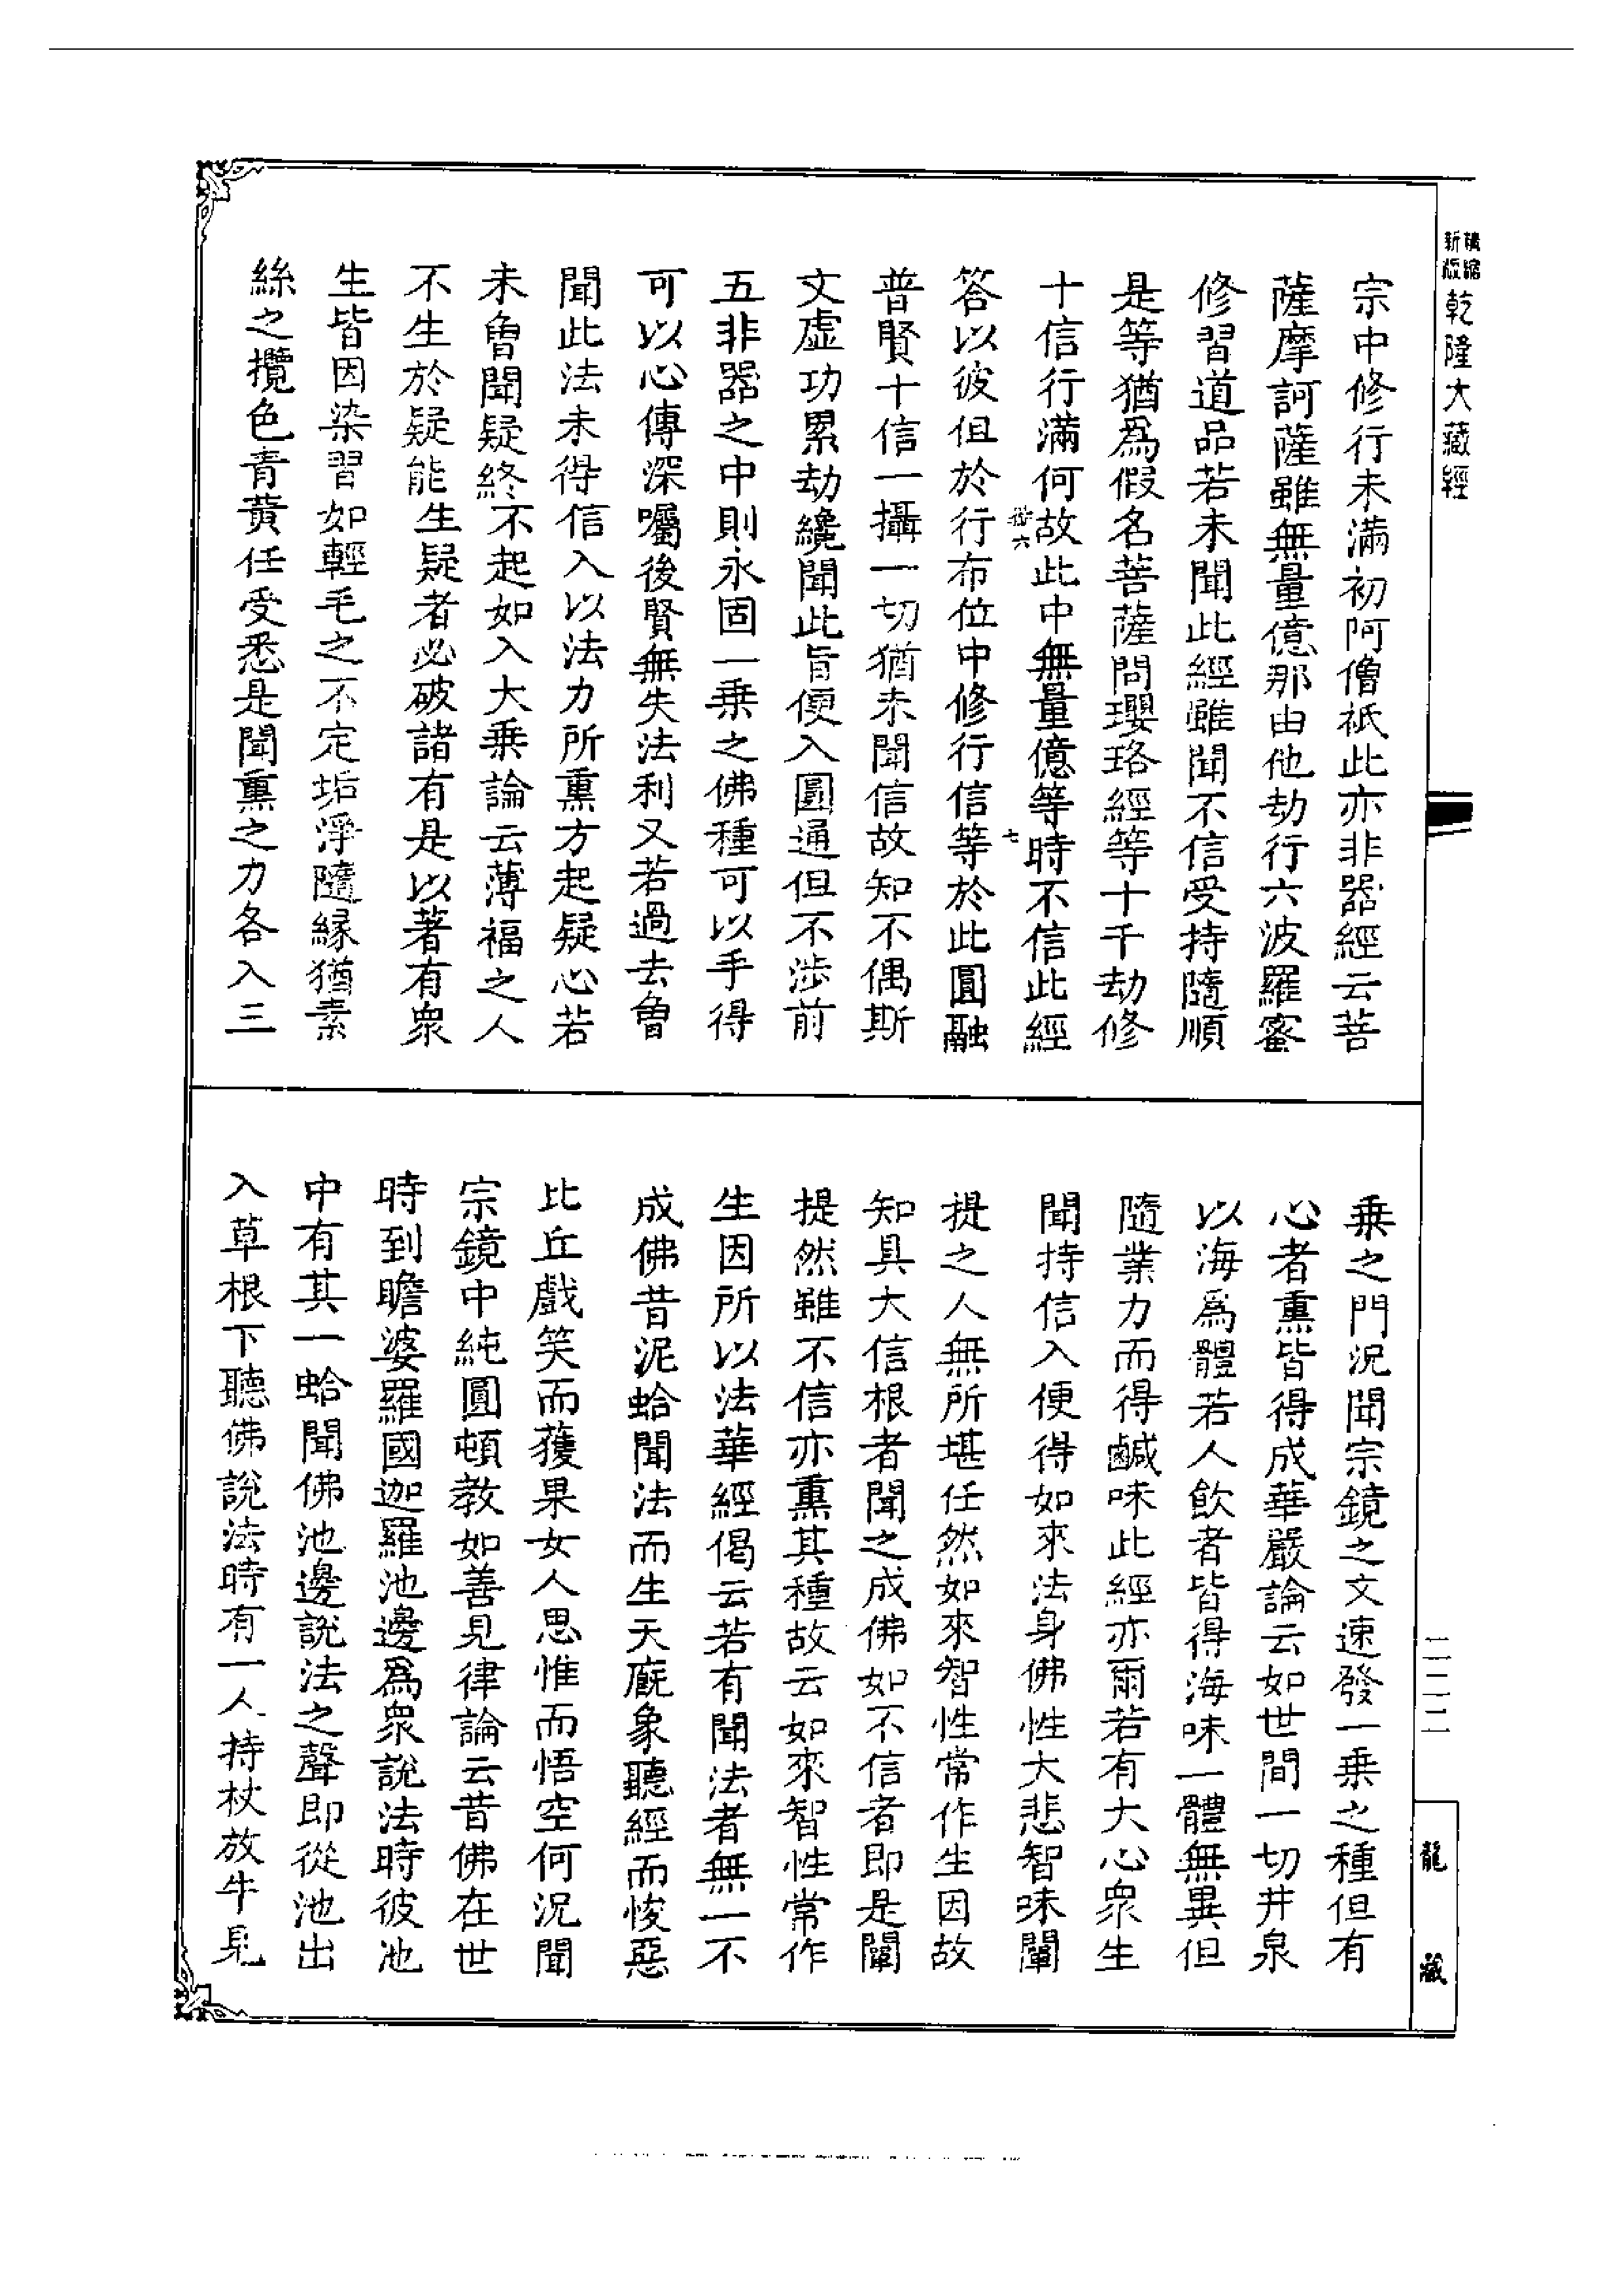 精縮新版乾隆大藏經
宗中修行未滿初阿僧祇此亦非器經云菩
薩摩訶薩雖無量億那由他劫行六波羅蜜
修習道品若未聞此經雖聞不信受持隨順
是等猶為假名菩薩問瓔珞經等十千劫修
十信行滿何故此中無量億等時不信此經
六
七
答以彼但於行布位中修行信等於此圓融
普賢十信一攝一切猶未聞信故知不偶斯
文虛功累劫纔聞此旨便入圓通但不涉前
五非器之中則永固一乘之佛種可以手得
可以心傳深囑後賢無失法利又若過去曾
聞此法未得信入以法力所熏方起疑心若
未曾聞疑終不起如入大乘論云薄福之人
不生於疑能生疑者必破諸有是以著有眾
生皆因染習如輕毛之不定垢淨隨緣猶素
絲之攬色青黃任受悉是聞熏之力各入三
乘之門況聞宗鏡之文速發一乘之種但有
心者熏皆得成華嚴論云如世間一切井泉
以海為體若人飲者皆得海味一體無異但
隨業力而得鹹味此經亦爾若有大心眾生
聞持信入便得如來法身佛性大悲智味闡
提之人無所堪任然如來智性常作生因故
知具大信根者聞之成佛如不信者即是闡
提然雖不信亦熏其種故云如來智性常作
生因所以法華經偈云若有聞法者無一不
成佛昔泥蛤聞法而生天廐象聽經而悛惡
比丘戲笑而獲果女人思惟而悟空何況聞
宗鏡中純圓頓教如善見律論云昔佛在世
時到瞻婆羅國迦羅池邊為眾說法時彼池
中有其一蛤聞佛池邊說法之聲即從池出
入草根下聽佛說法時有一人持杖放牛見
二二二
龍藏